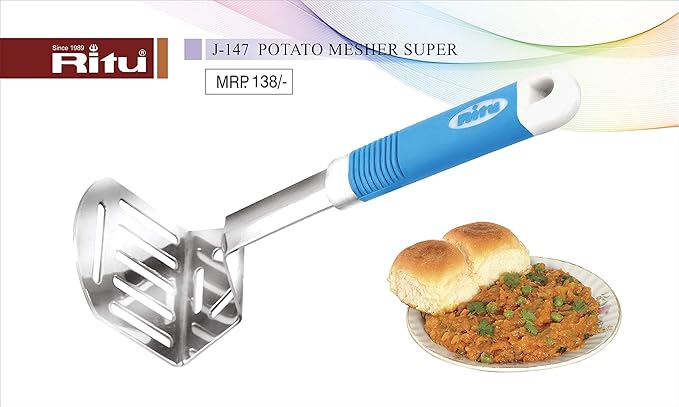 Since 1989
Ritu®
J-147 POTATO MESHER SUPER
MRP. 138/-
Ritu